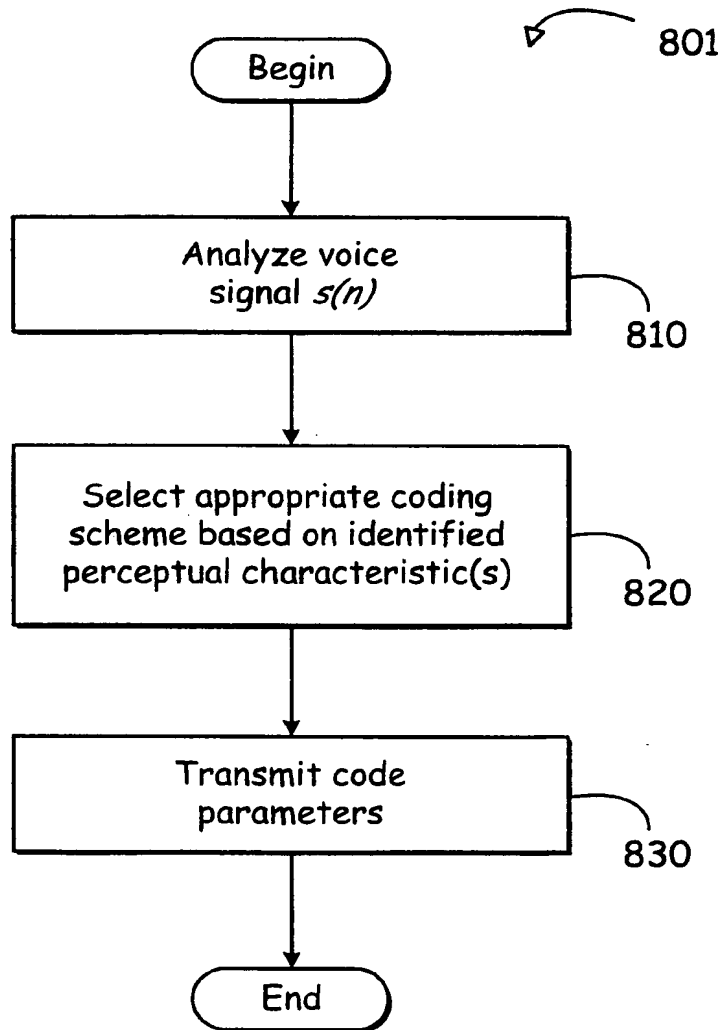 801
Begin
Analyze voice
signal s(n)
810
Select appropriate coding
scheme based on identified
perceptual characteristic(s)
820
Transmit code
parameters
830
End